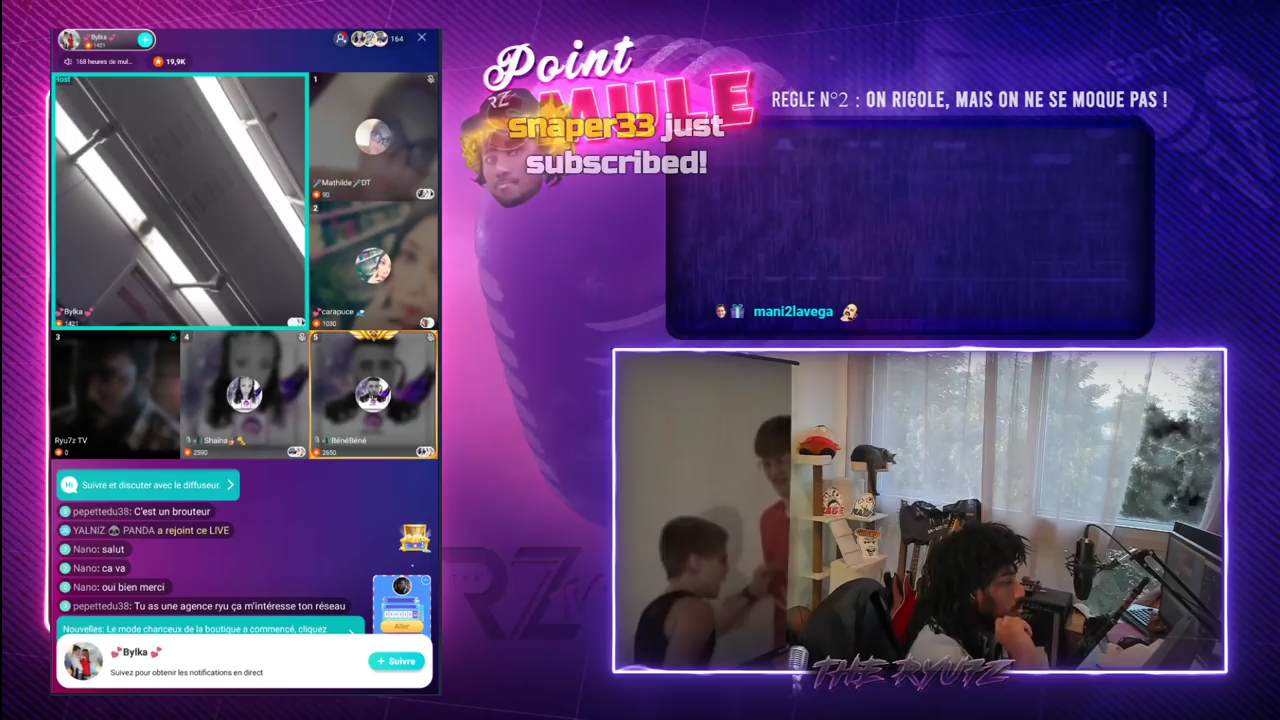 💕Bylka 💕
1421
164
168 heures de mul...
19,9K
Host
💕Bylka 💕
1421
1
🎤Mathilde🎤DT
90
2
💕carapuce
1030
3
Ryu7z TV
0
4
Shaina
2590
5
BénéBéné
2650
Hi
Suivre et discuter avec le diffuseur.
pepettedu38: C'est un brouteur
YALNIZ PANDA a rejoint ce LIVE
Nano: salut
Nano: ca va
Nano: oui bien merci
pepettedu38: Tu as une agence ryu ça m'intéresse ton réseau
Nouvelles: Le mode chanceux de la boutique a commencé, cliquez
Aller
💕Bylka 💕
Suivez pour obtenir les notifications en direct
+ Suivre
Point
RZ MULE
snaper33 just
subscribed!
REGLE N°2 : ON RIGOLE, MAIS ON NE SE MOQUE PAS !
mani2lavega
RZ
THE RYU7Z